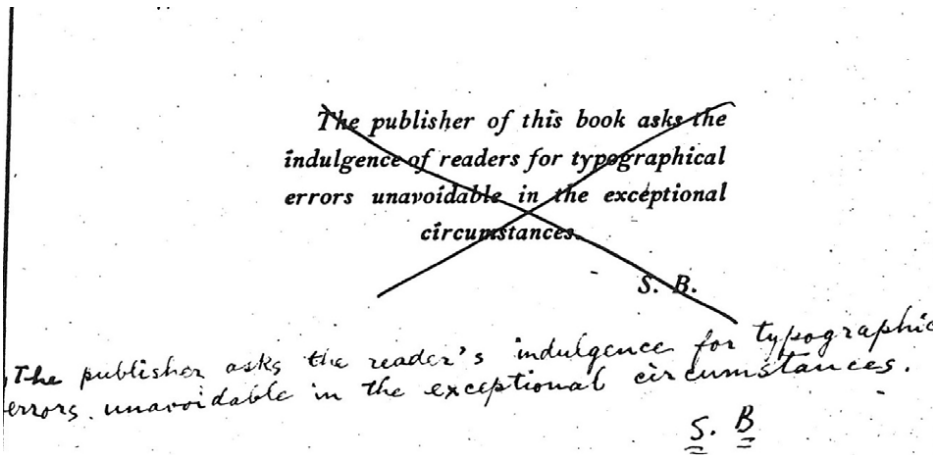 The publisher of this book asks the
indulgence of readers for typographical
errors unavoidable in the exceptional
circumstances.
S. B.
The publisher asks the reader's indulgence for typographic
errors unavoidable in the exceptional circumstances.
S. B